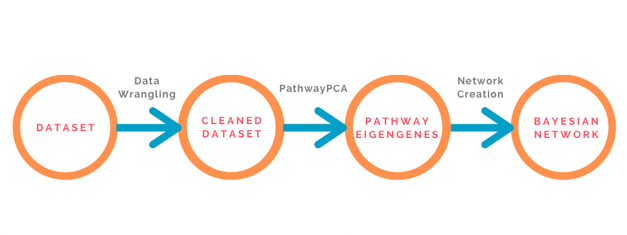 DATASET
Data
Wrangling
CLEANED
DATASET
PathwayPCA
PATHWAY
EIGENGENES
Network
Creation
BAYESIAN
NETWORK